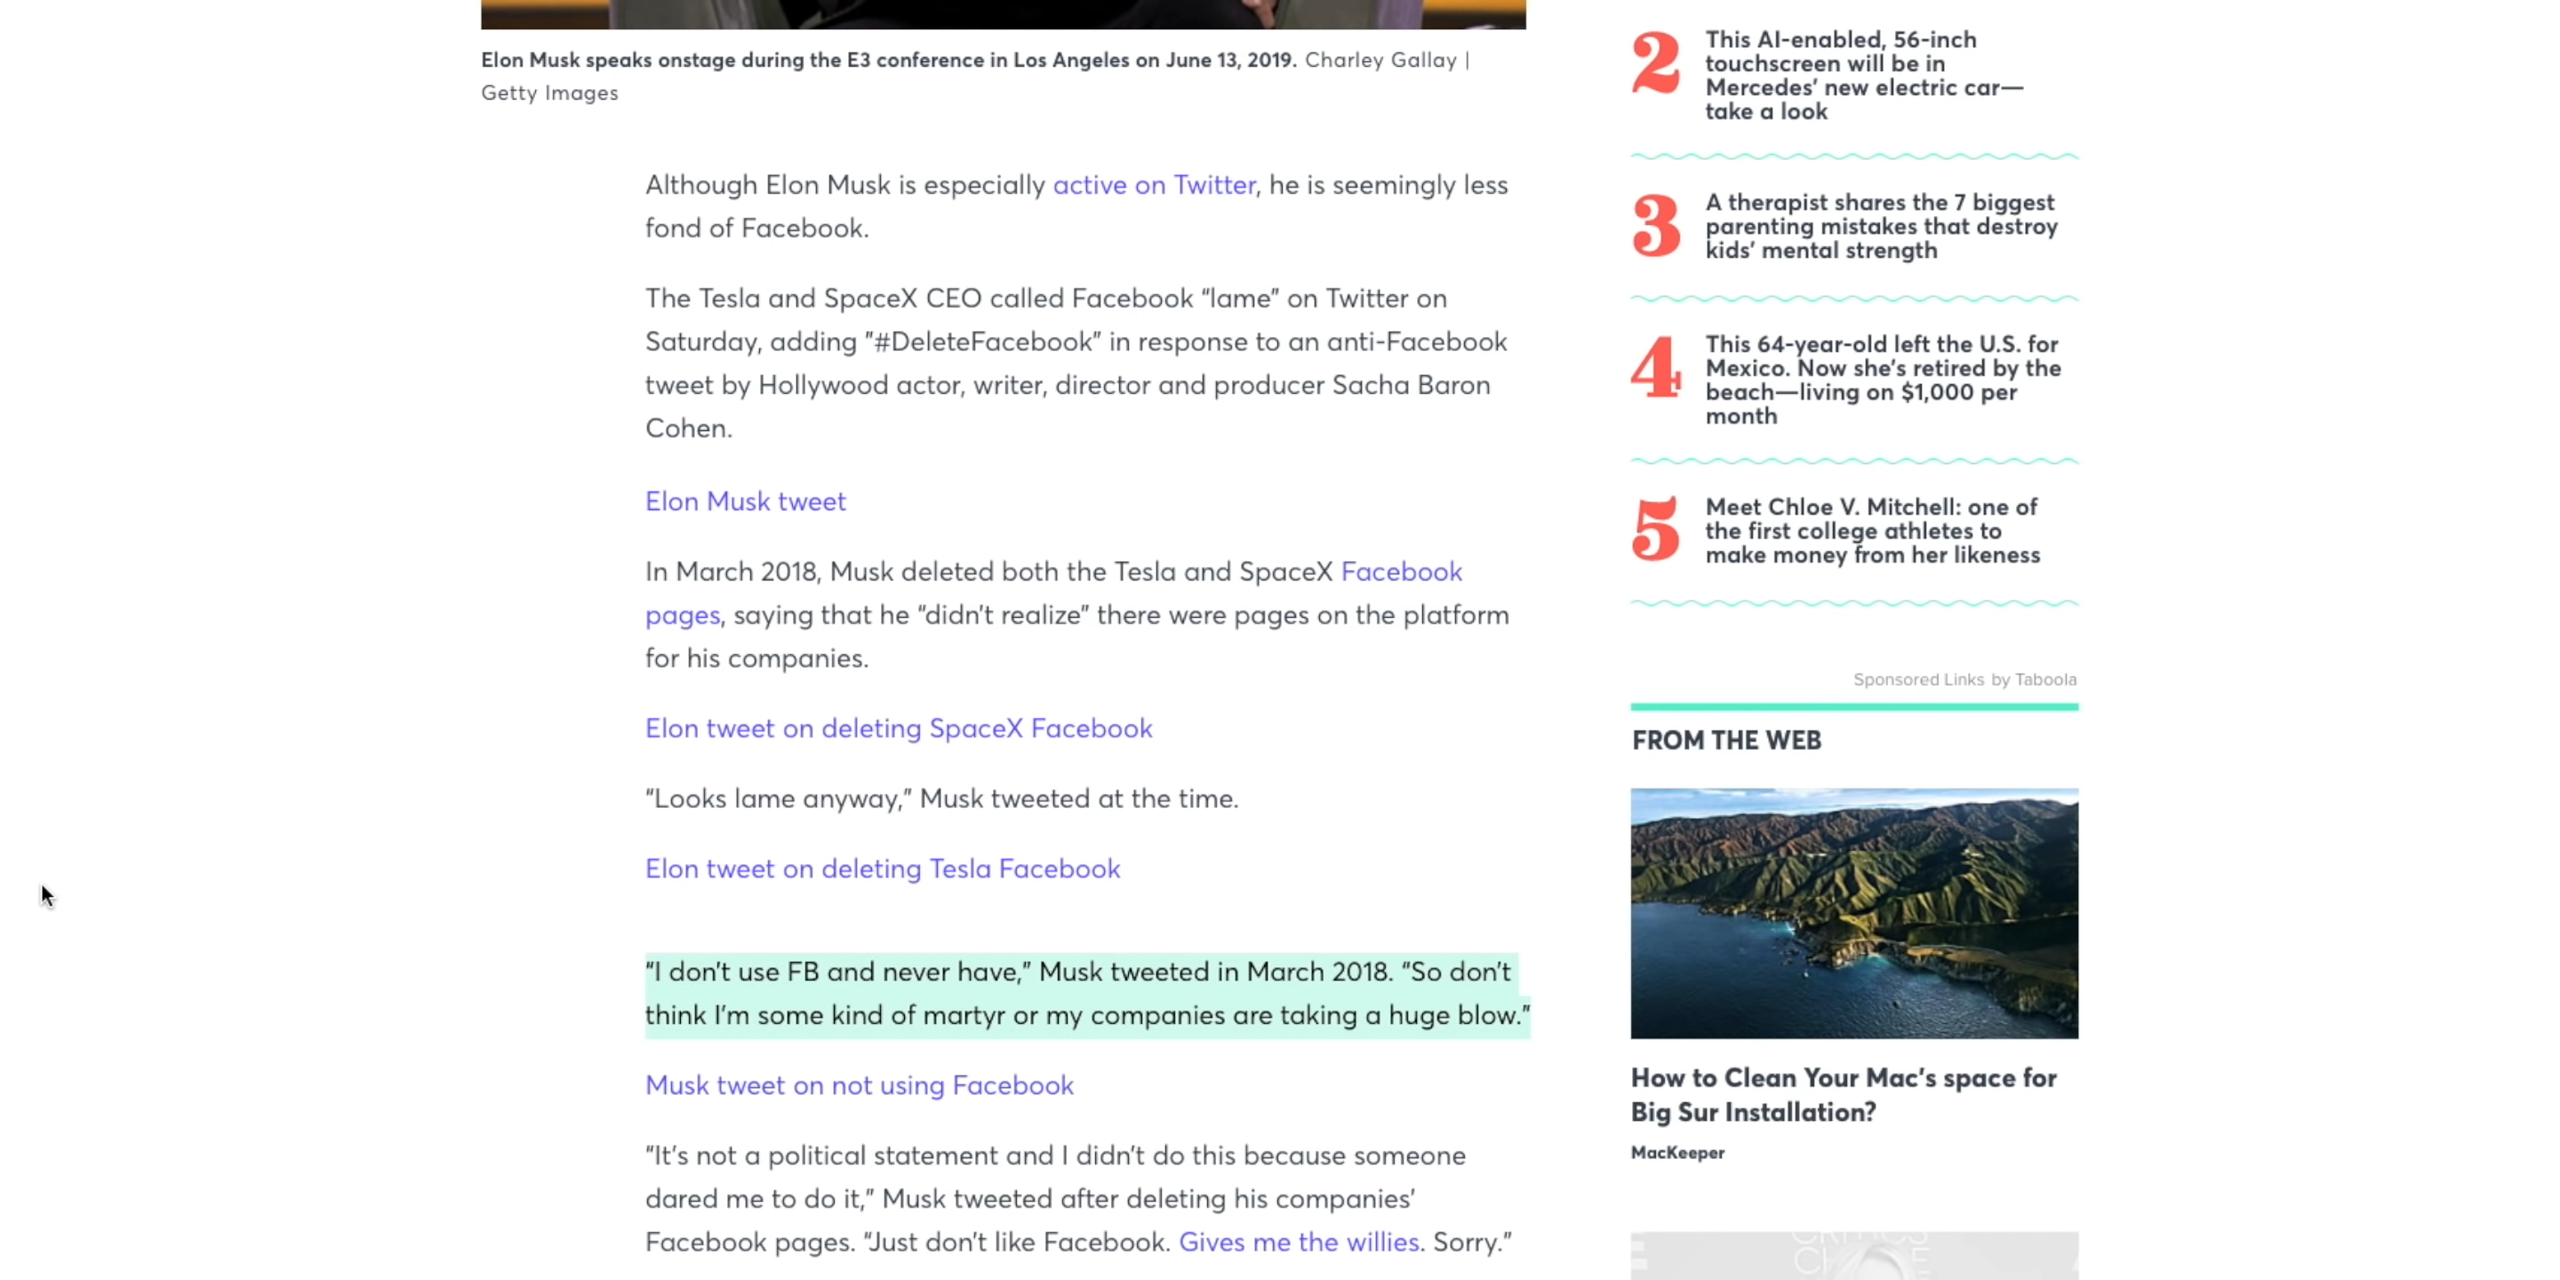 Elon Musk speaks onstage during the E3 conference in Los Angeles on June 13, 2019. Charley Gallay |
Getty Images
Although Elon Musk is especially active on Twitter, he is seemingly less
fond of Facebook.
The Tesla and SpaceX CEO called Facebook “lame” on Twitter on
Saturday, adding "#DeleteFacebook” in response to an anti-Facebook
tweet by Hollywood actor, writer, director and producer Sacha Baron
Cohen.
Elon Musk tweet
In March 2018, Musk deleted both the Tesla and SpaceX Facebook
pages, saying that he “didn’t realize” there were pages on the platform
for his companies.
Elon tweet on deleting SpaceX Facebook
“Looks lame anyway,” Musk tweeted at the time.
Elon tweet on deleting Tesla Facebook
“I don’t use FB and never have,” Musk tweeted in March 2018. “So don’t
think I’m some kind of martyr or my companies are taking a huge blow.”
Musk tweet on not using Facebook
“It’s not a political statement and I didn’t do this because someone
dared me to do it,” Musk tweeted after deleting his companies’
Facebook pages. “Just don’t like Facebook. Gives me the willies. Sorry.”
2
This AI-enabled, 56-inch
touchscreen will be in
Mercedes’ new electric car—
take a look
3
A therapist shares the 7 biggest
parenting mistakes that destroy
kids’ mental strength
4
This 64-year-old left the U.S. for
Mexico. Now she’s retired by the
beach—living on $1,000 per
month
5
Meet Chloe V. Mitchell: one of
the first college athletes to
make money from her likeness
Sponsored Links by Taboola
FROM THE WEB
How to Clean Your Mac’s space for
Big Sur Installation?
MacKeeper